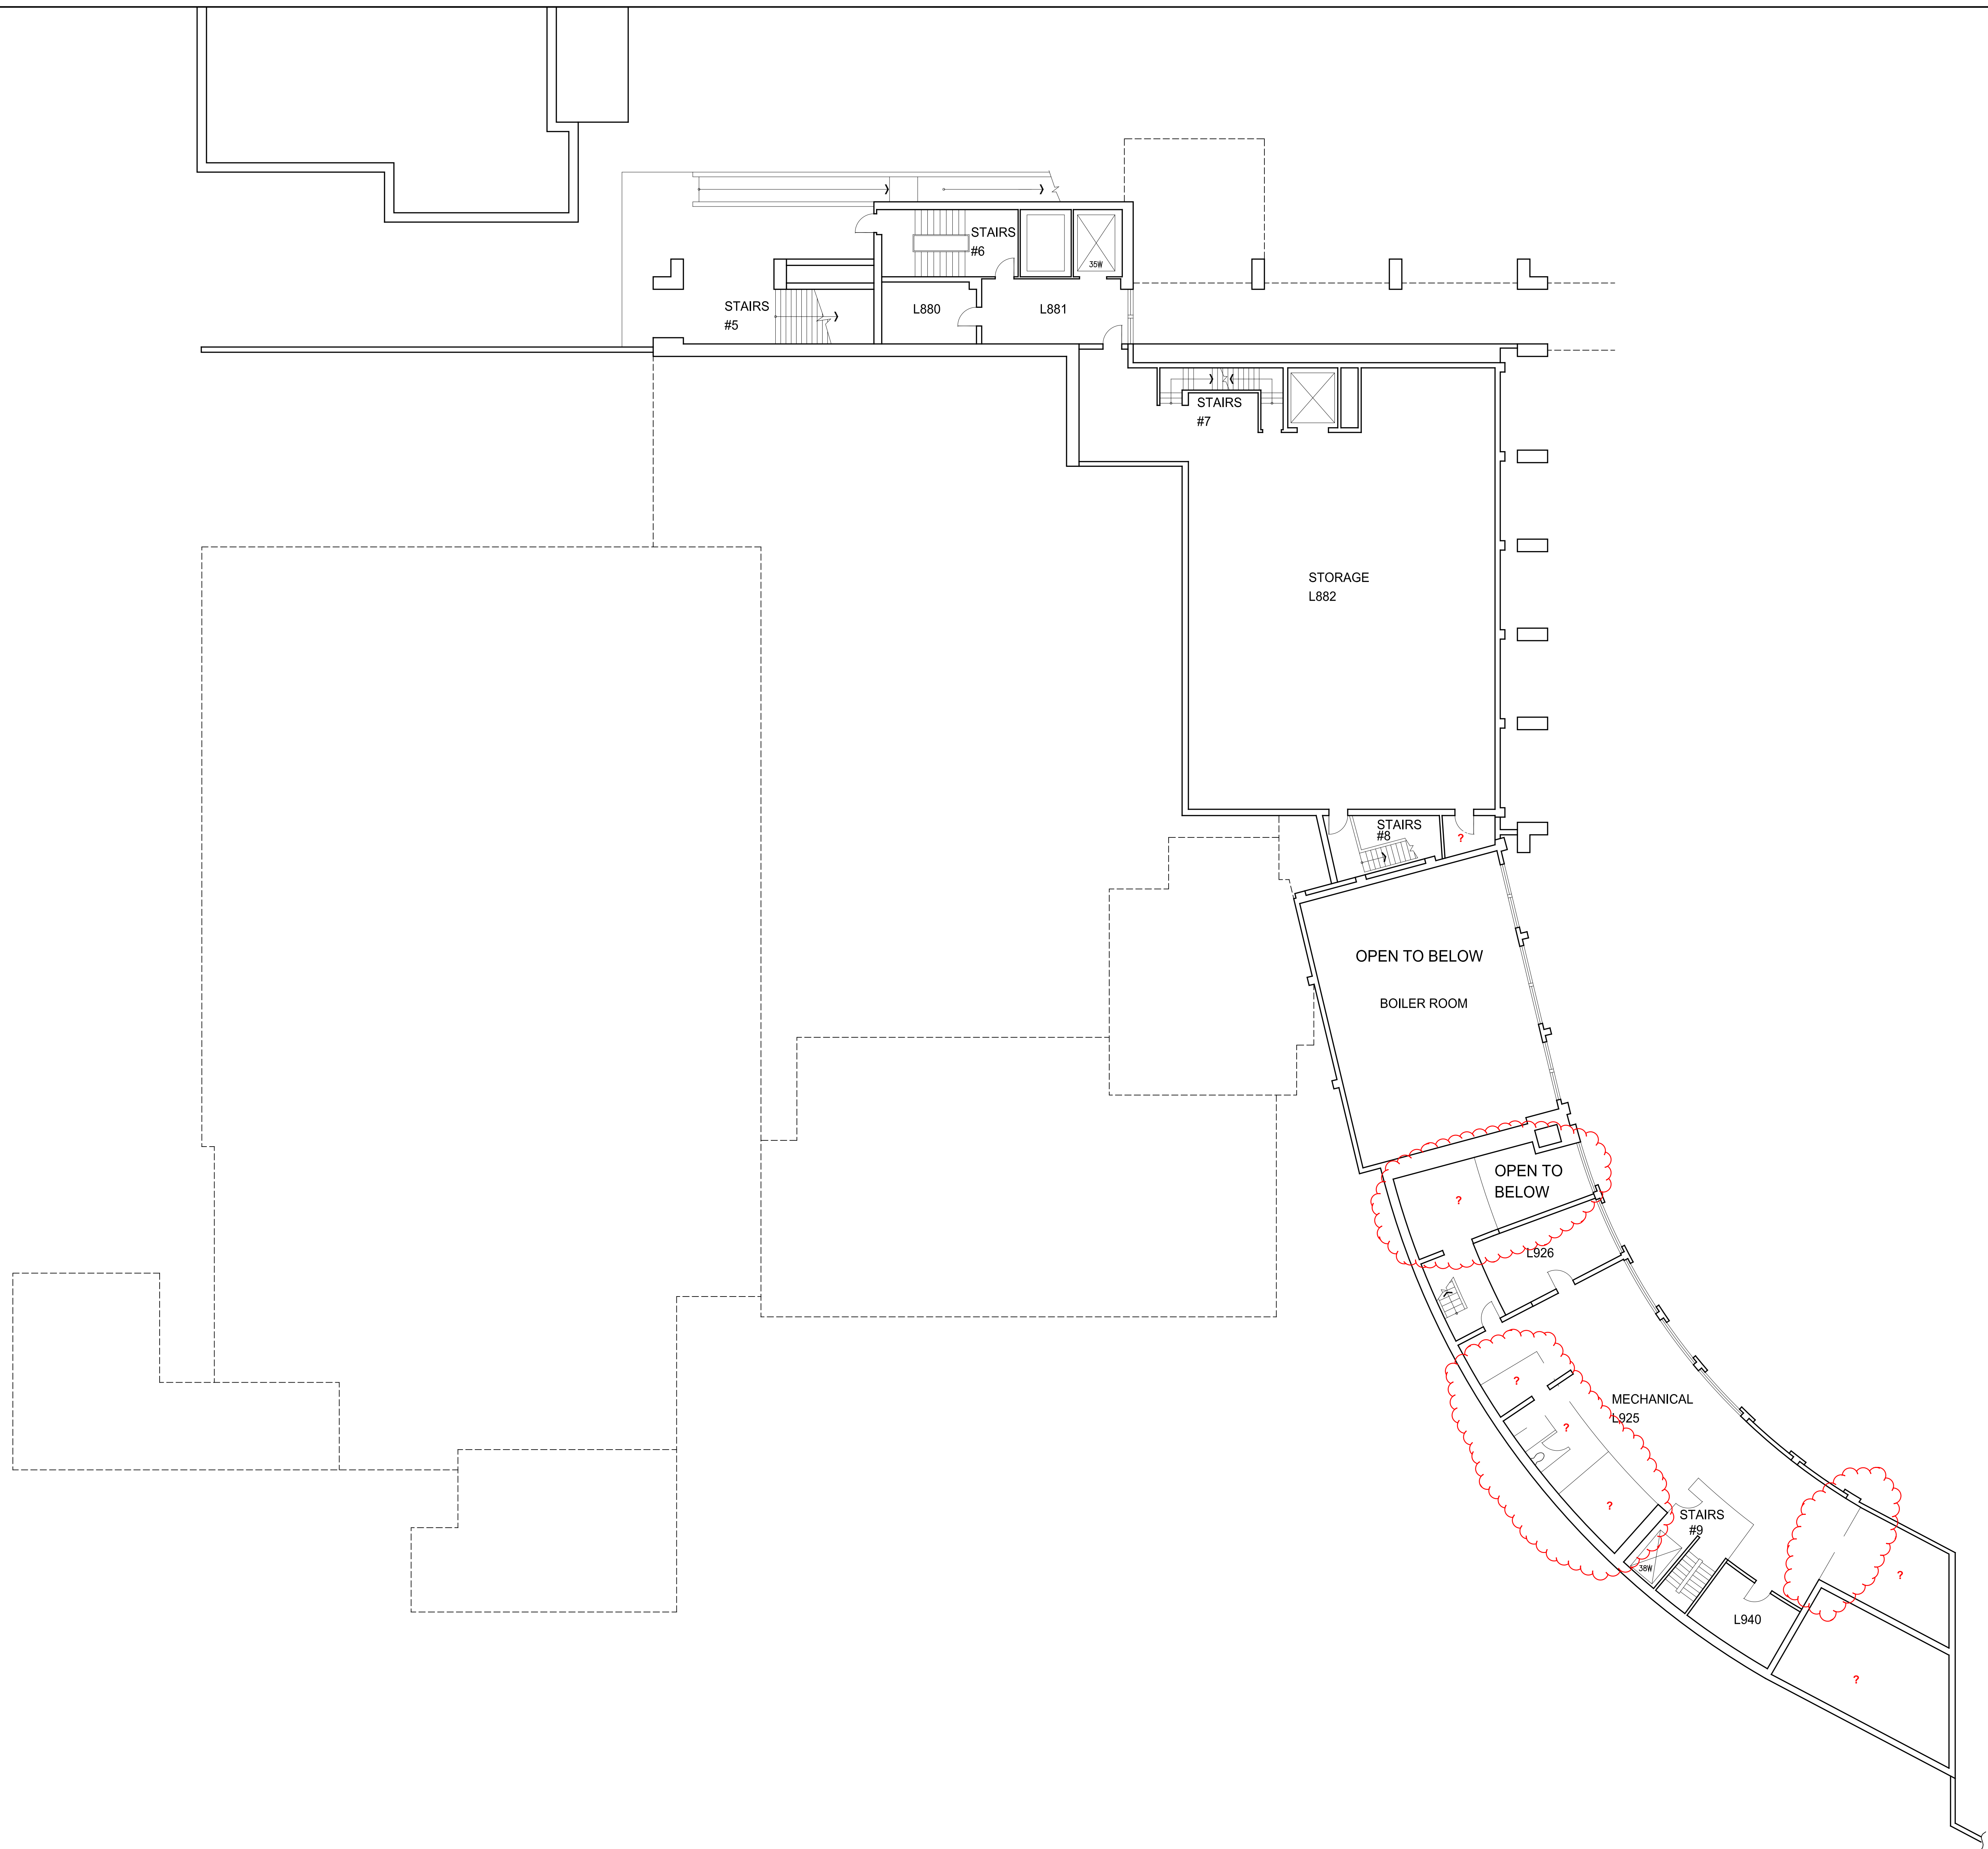 STAIRS
#6
35W
STAIRS
#5
L880
L881
STAIRS
#7
STORAGE
L882
STAIRS
#8
?
OPEN TO BELOW
BOILER ROOM
OPEN TO
BELOW
?
L926
?
MECHANICAL
L925
?
?
STAIRS
#9
38W
?
L940
?